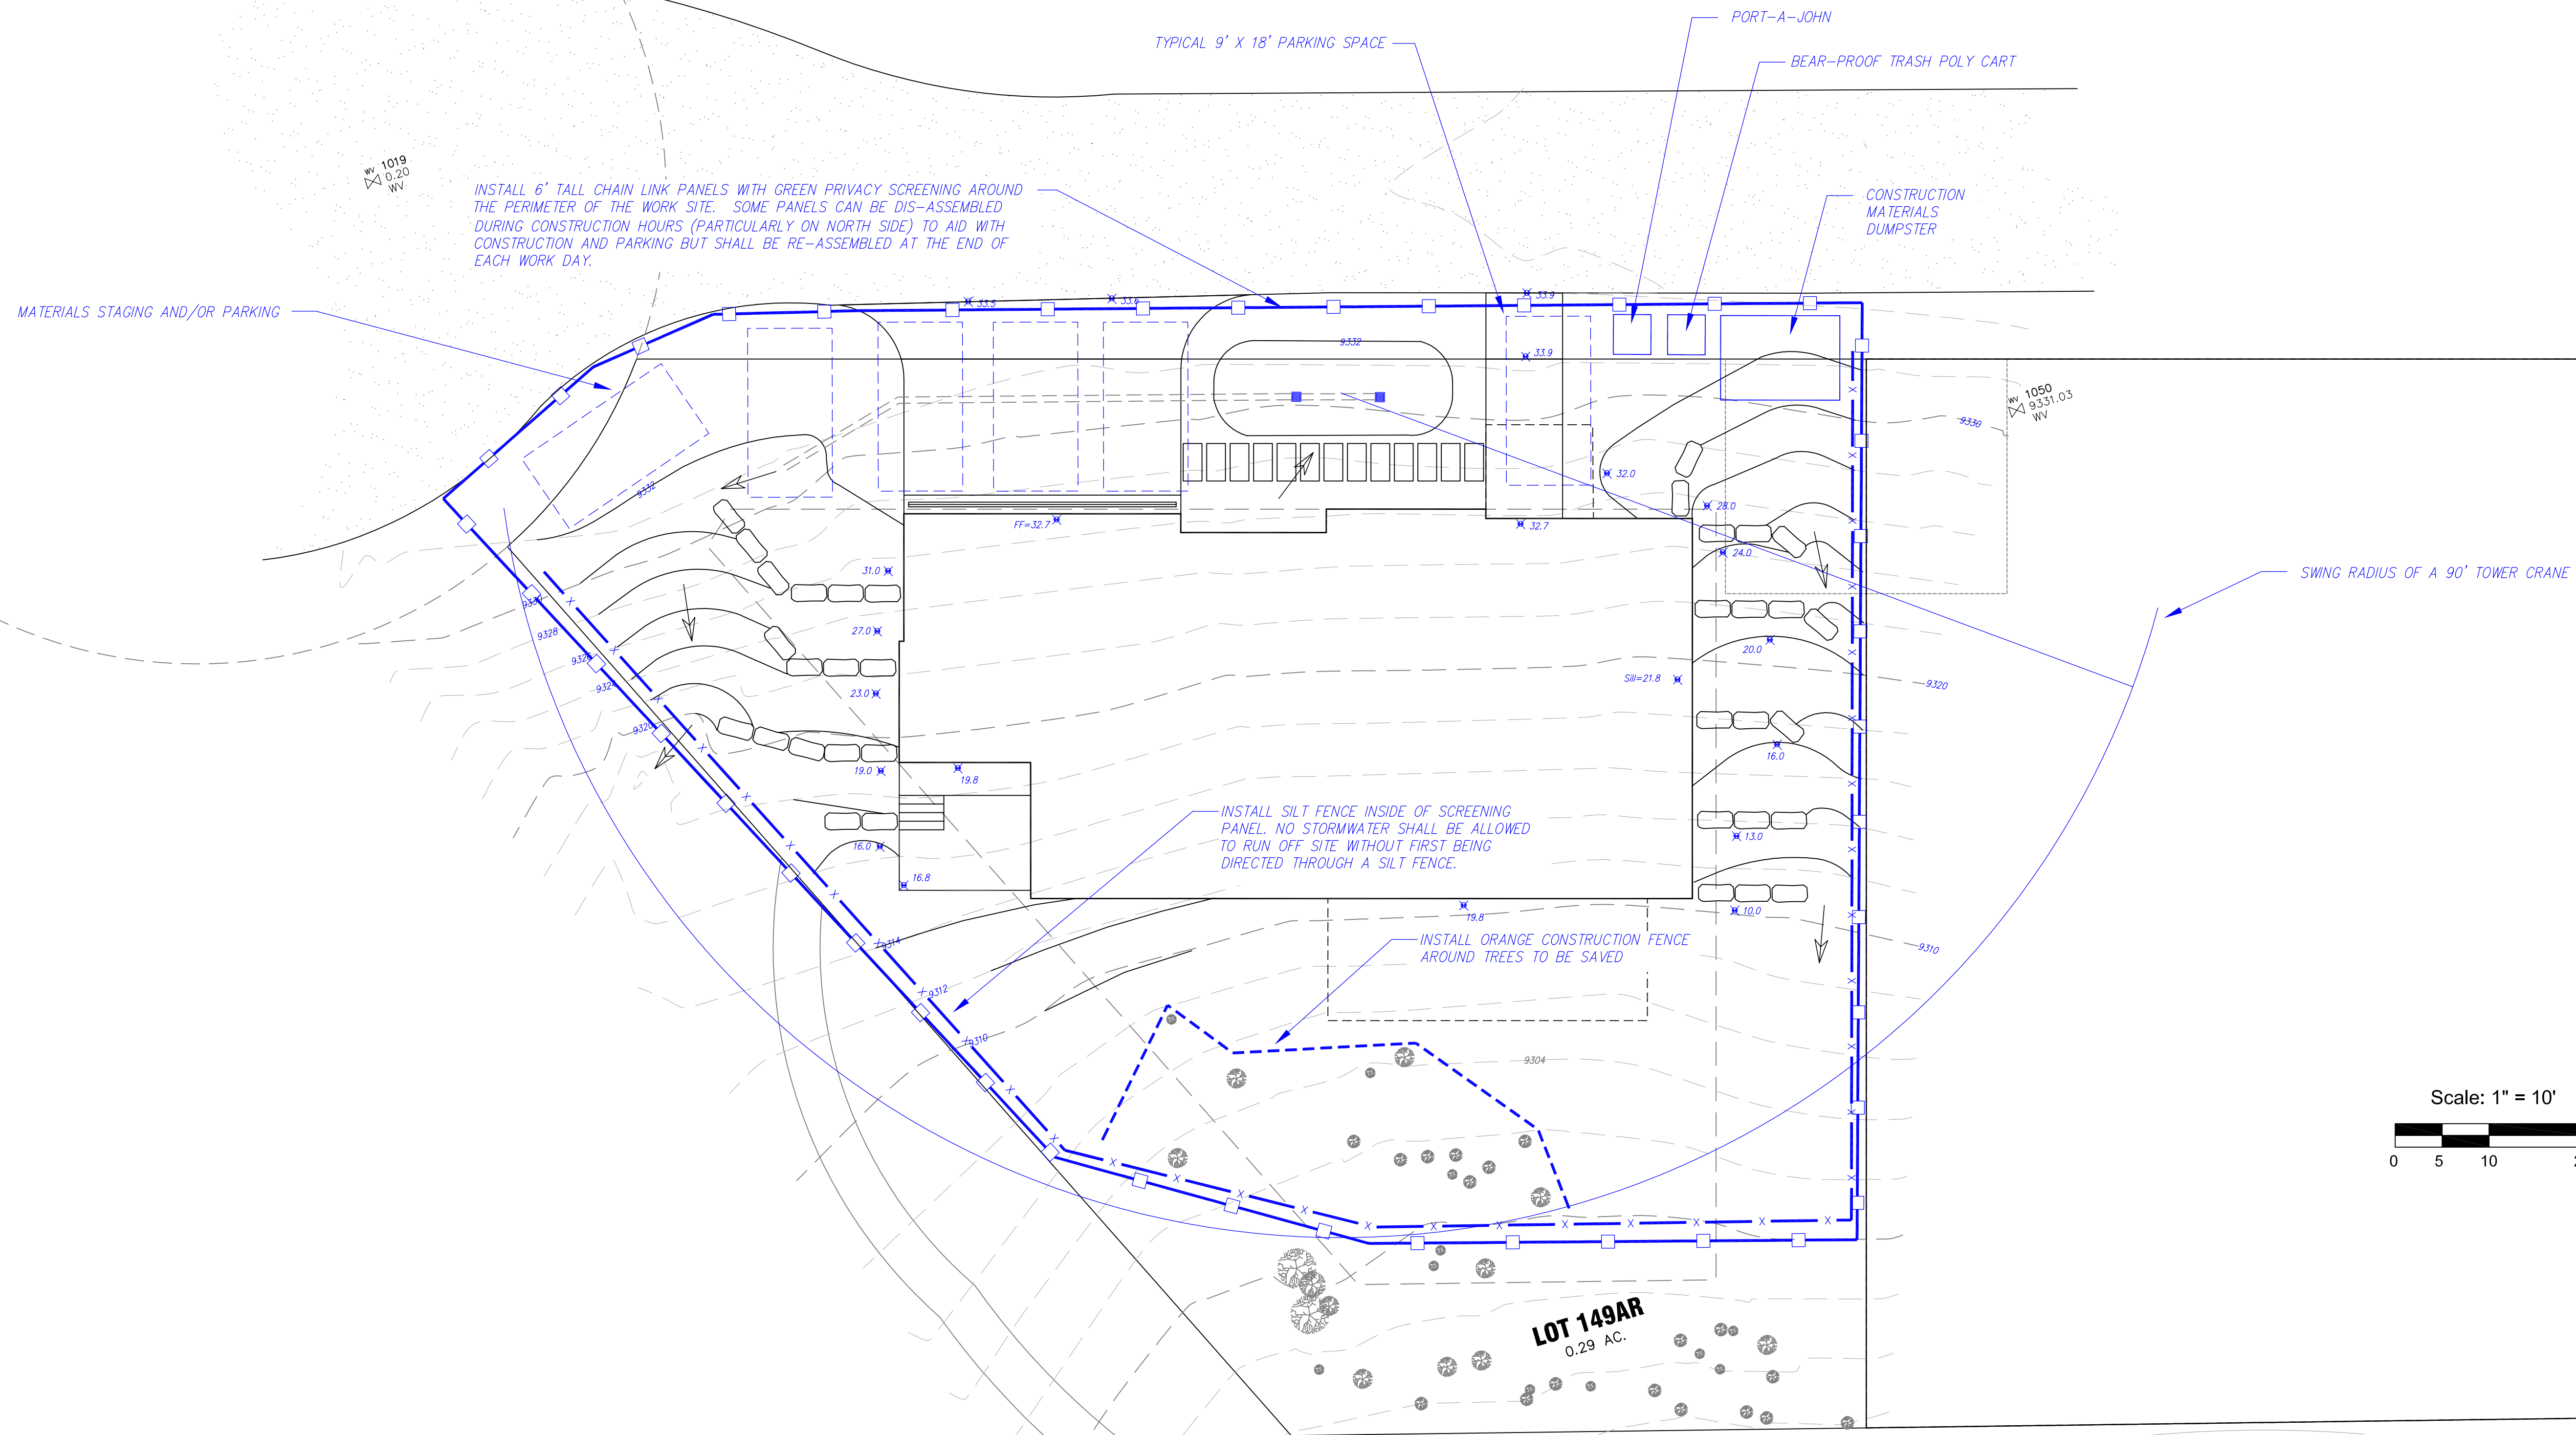 PORT-A-JOHN
TYPICAL 9' X 18' PARKING SPACE
BEAR-PROOF TRASH POLY CART
WV 1019
0.20
WV
INSTALL 6' TALL CHAIN LINK PANELS WITH GREEN PRIVACY SCREENING AROUND
THE PERIMETER OF THE WORK SITE. SOME PANELS CAN BE DIS-ASSEMBLED
DURING CONSTRUCTION HOURS (PARTICULARLY ON NORTH SIDE) TO AID WITH
CONSTRUCTION AND PARKING BUT SHALL BE RE-ASSEMBLED AT THE END OF
EACH WORK DAY.
CONSTRUCTION
MATERIALS
DUMPSTER
MATERIALS STAGING AND/OR PARKING
33.5
33.6
33.9
9332
33.9
WV 1050
9331.03
WV
9330
9332
32.0
28.0
FF=32.7
32.7
24.0
31.0
SWING RADIUS OF A 90' TOWER CRANE
9328
27.0
20.0
9326
9324
23.0
Sill=21.8
9320
9320
16.0
19.0
19.8
INSTALL SILT FENCE INSIDE OF SCREENING
PANEL. NO STORMWATER SHALL BE ALLOWED
TO RUN OFF SITE WITHOUT FIRST BEING
DIRECTED THROUGH A SILT FENCE.
13.0
16.0
16.8
10.0
19.8
9314
INSTALL ORANGE CONSTRUCTION FENCE
AROUND TREES TO BE SAVED
9310
9312
9310
9304
Scale: 1" = 10'
0 5 10
LOT 149AR
0.29 AC.